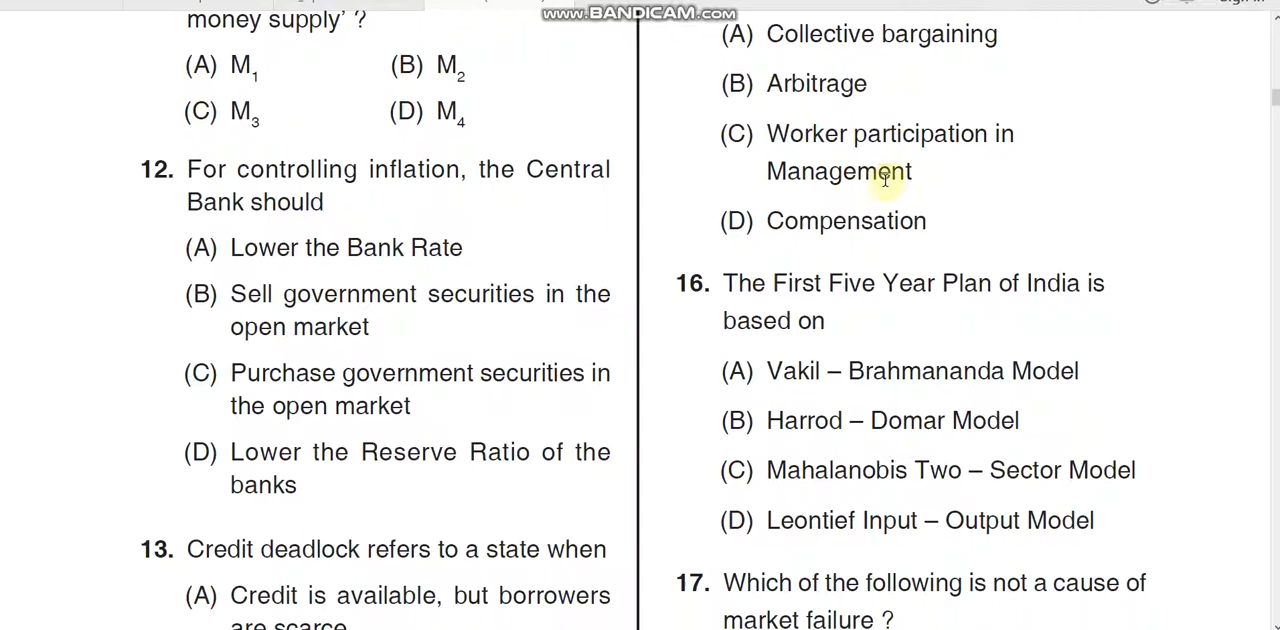 www.BANDICAM.com
money supply' ?
(A) M1
(B) M2
(C) M3
(D) M4
12. For controlling inflation, the Central
Bank should
(A) Lower the Bank Rate
(B) Sell government securities in the
open market
(C) Purchase government securities in
the open market
(D) Lower the Reserve Ratio of the
banks
13. Credit deadlock refers to a state when
(A) Credit is available, but borrowers
are scarce
(A) Collective bargaining
(B) Arbitrage
(C) Worker participation in
Management
(D) Compensation
16. The First Five Year Plan of India is
based on
(A) Vakil – Brahmananda Model
(B) Harrod – Domar Model
(C) Mahalanobis Two – Sector Model
(D) Leontief Input – Output Model
17. Which of the following is not a cause of
market failure ?